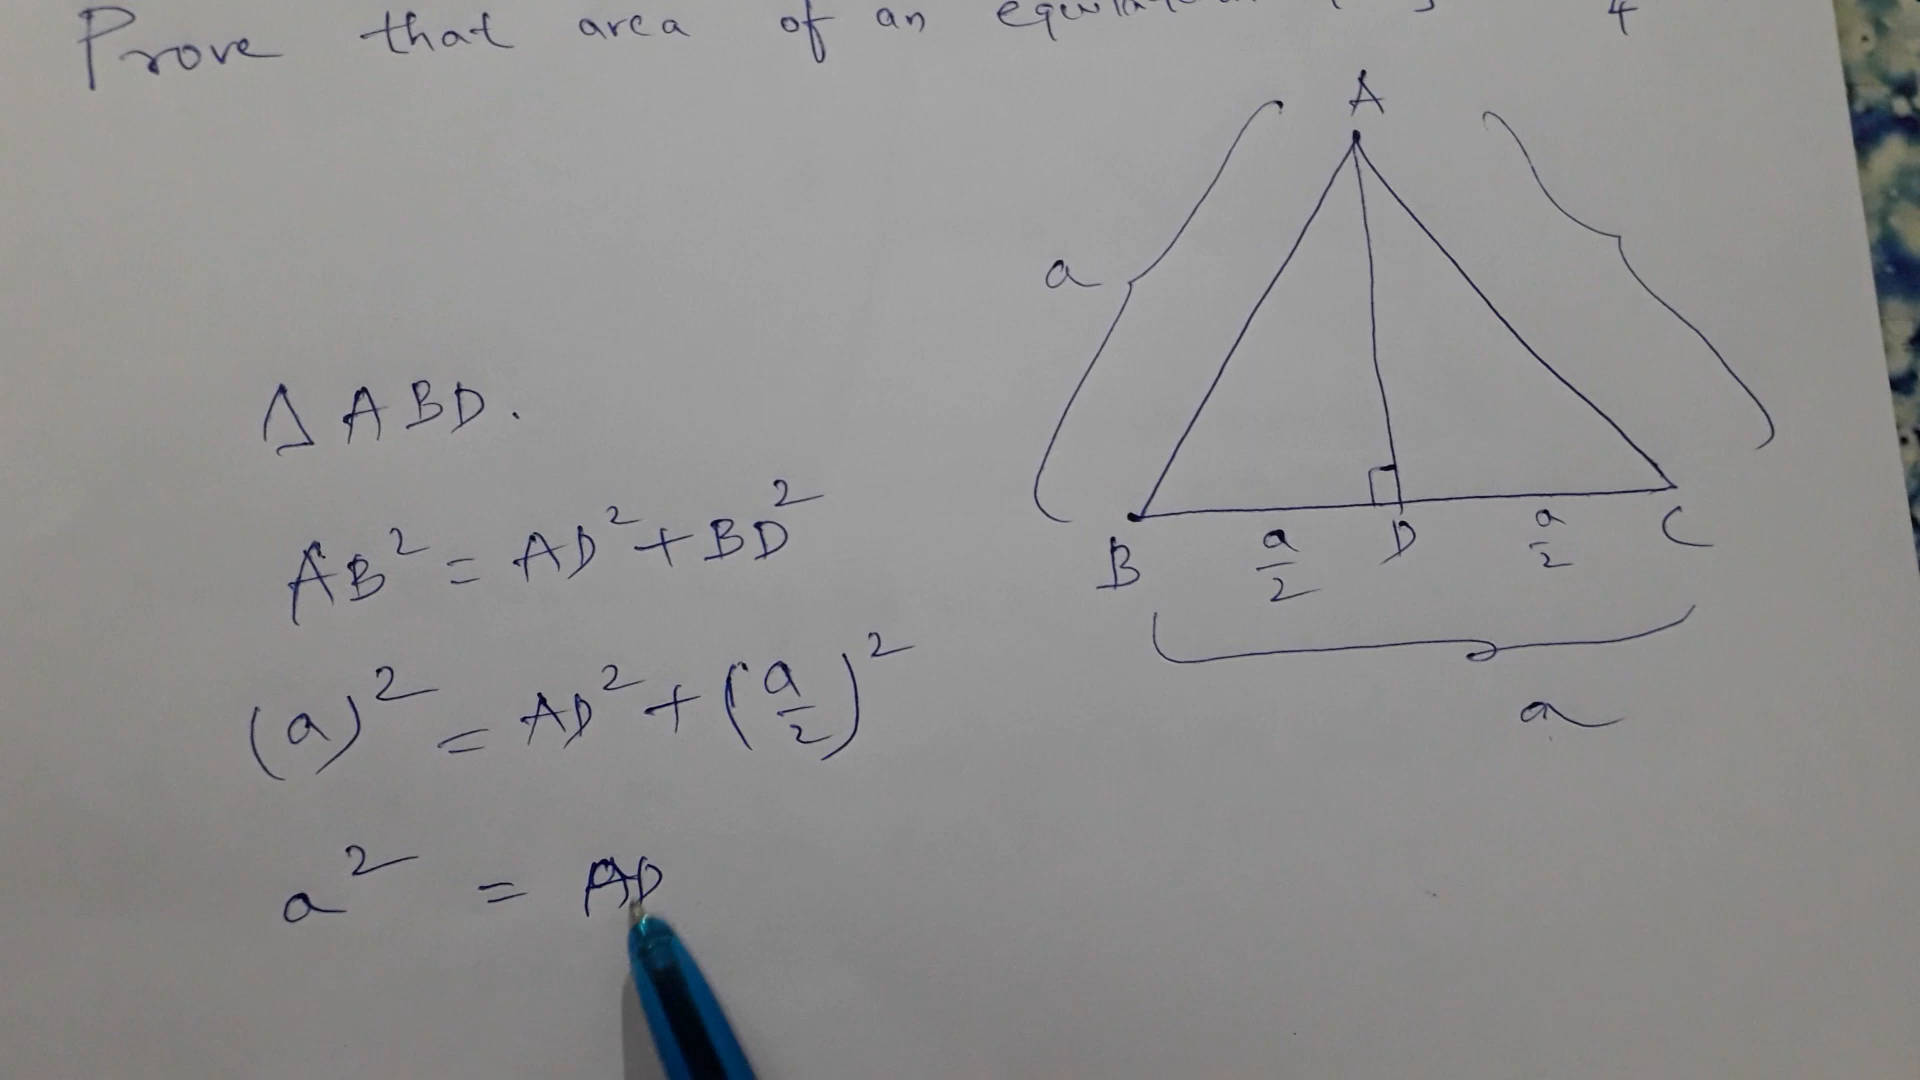 Prove that area of an
4
A
a
Δ ABD.
AB² = AD² + BD²
B a/2 D a/2 C
(a)² = AD² + (a/2)²
a
a² = AD